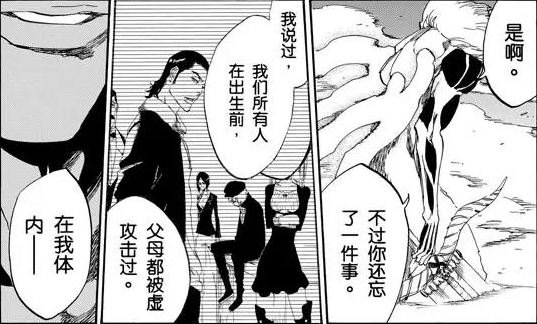 是啊。
不过你还忘
了一件事。
我说过，
我们所有人
在出生前，
父母都被虚
攻击过。
在我体
内——